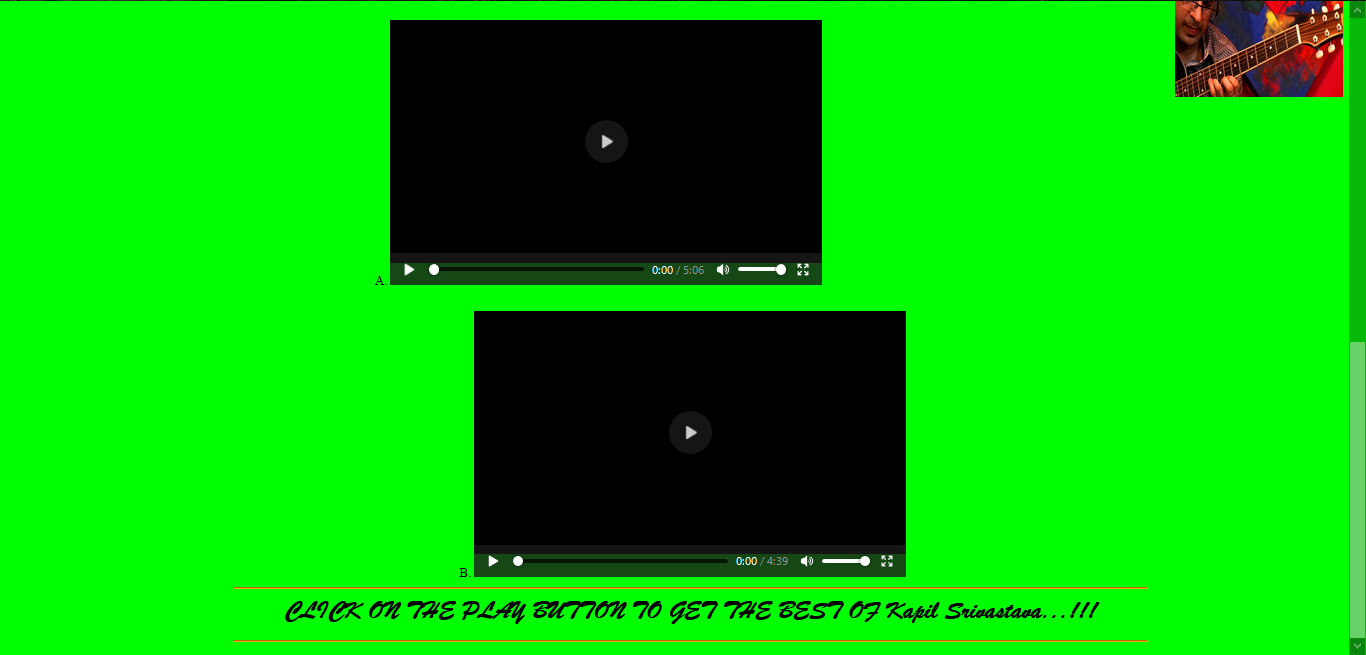 0:00 / 5:06
A.
0:00 / 4:39
B.
CLICK ON THE PLAY BUTTON TO GET THE BEST OF Kapil Srivastava...!!!